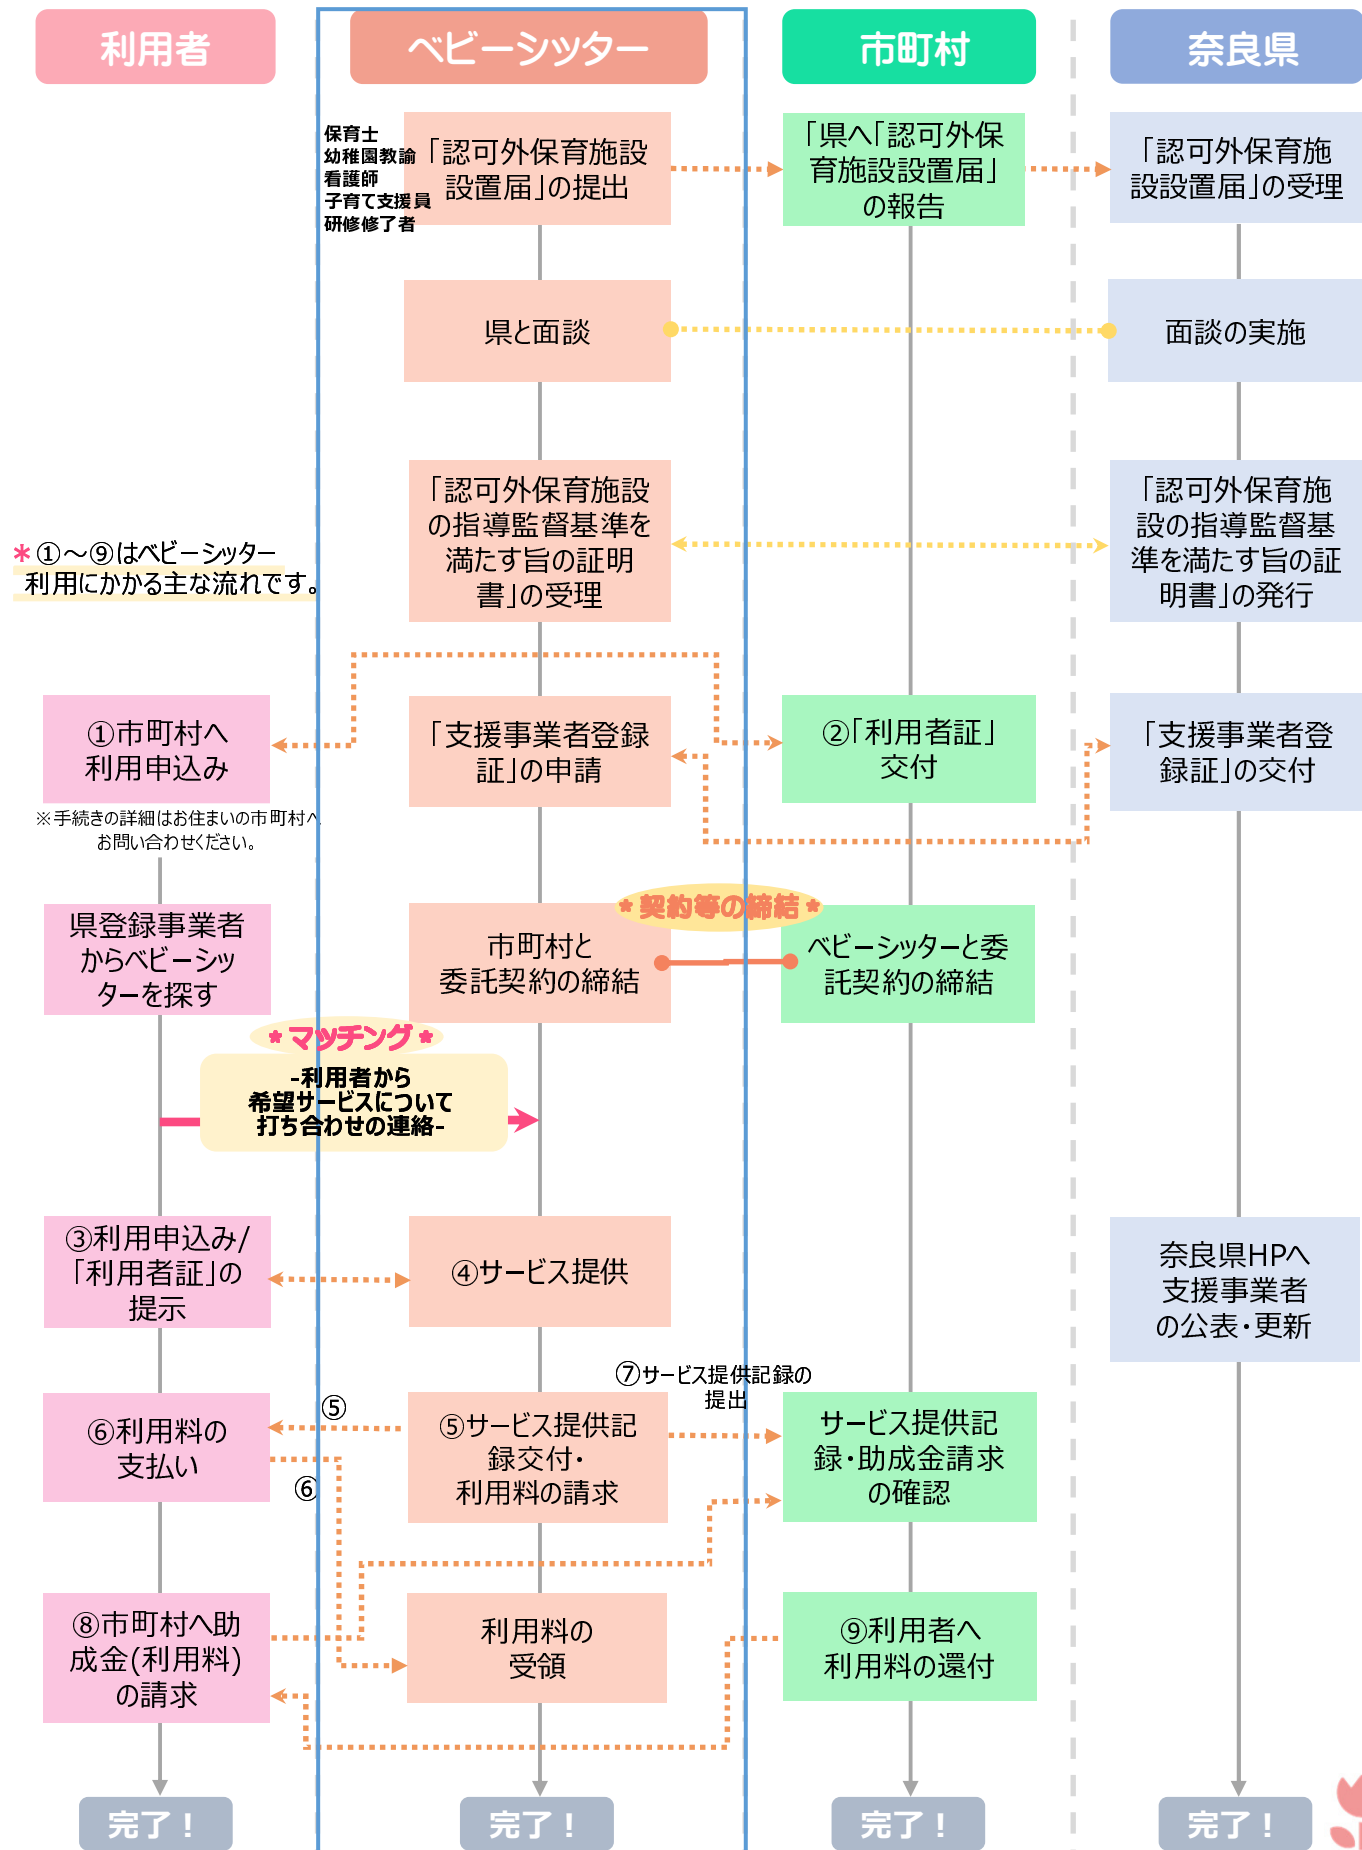 利用者
ベビーシッター
市町村
奈良県
保育士
幼稚園教諭
看護師
子育て支援員
研修修了者
「認可外保育施設
設置届」の提出
「県へ「認可外保
育施設設置届」
の報告
「認可外保育施
設設置届」の受理
県と面談
面談の実施
「認可外保育施設
の指導監督基準を
満たす旨の証明
書」の受理
「認可外保育施
設の指導監督基
準を満たす旨の証
明書」の発行
*①～⑨はベビーシッター
利用にかかる主な流れです。
①市町村へ
利用申込み
「支援事業者登録
証」の申請
②「利用者証」
交付
「支援事業者登
録証」の交付
※手続きの詳細はお住まいの市町村へ
お問い合わせください。
県登録事業者
からベビーシッ
ターを探す
市町村と
委託契約の締結
*契約等の締結*
ベビーシッターと委
託契約の締結
*マッチング*
-利用者から
希望サービスについて
打ち合わせの連絡-
③利用申込み/
「利用者証」の
提示
④サービス提供
奈良県HPへ
支援事業者
の公表・更新
⑦サービス提供記録の
提出
⑤
⑥利用料の
支払い
⑥
⑤サービス提供記
録交付・
利用料の請求
サービス提供記
録・助成金請求
の確認
⑧市町村へ助
成金(利用料)
の請求
利用料の
受領
⑨利用者へ
利用料の還付
完了！
完了！
完了！
完了！